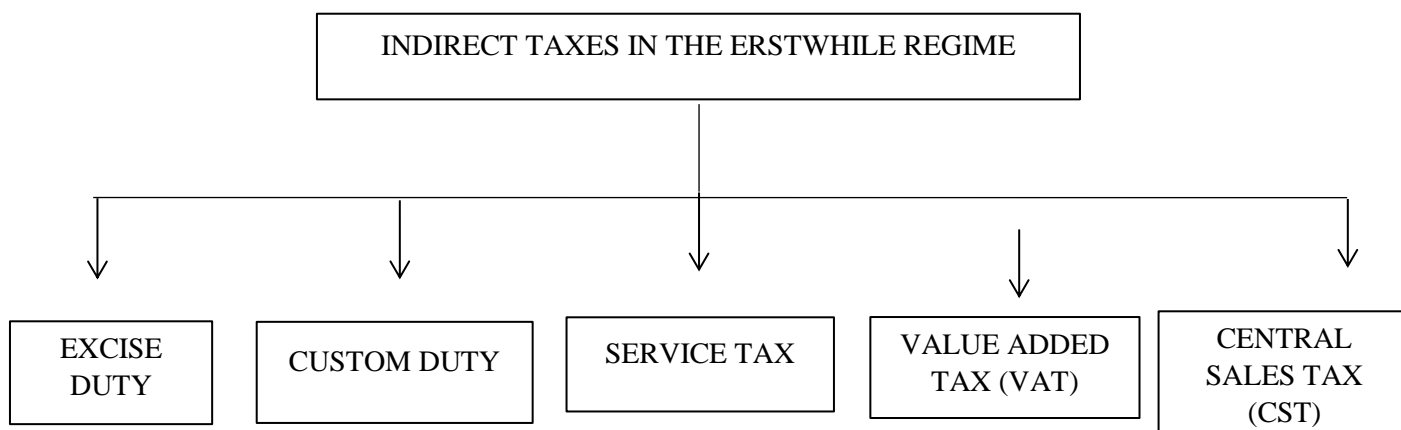 INDIRECT TAXES IN THE ERSTWHILE REGIME
EXCISE
DUTY
CUSTOM DUTY
SERVICE TAX
VALUE ADDED
TAX (VAT)
CENTRAL
SALES TAX
(CST)